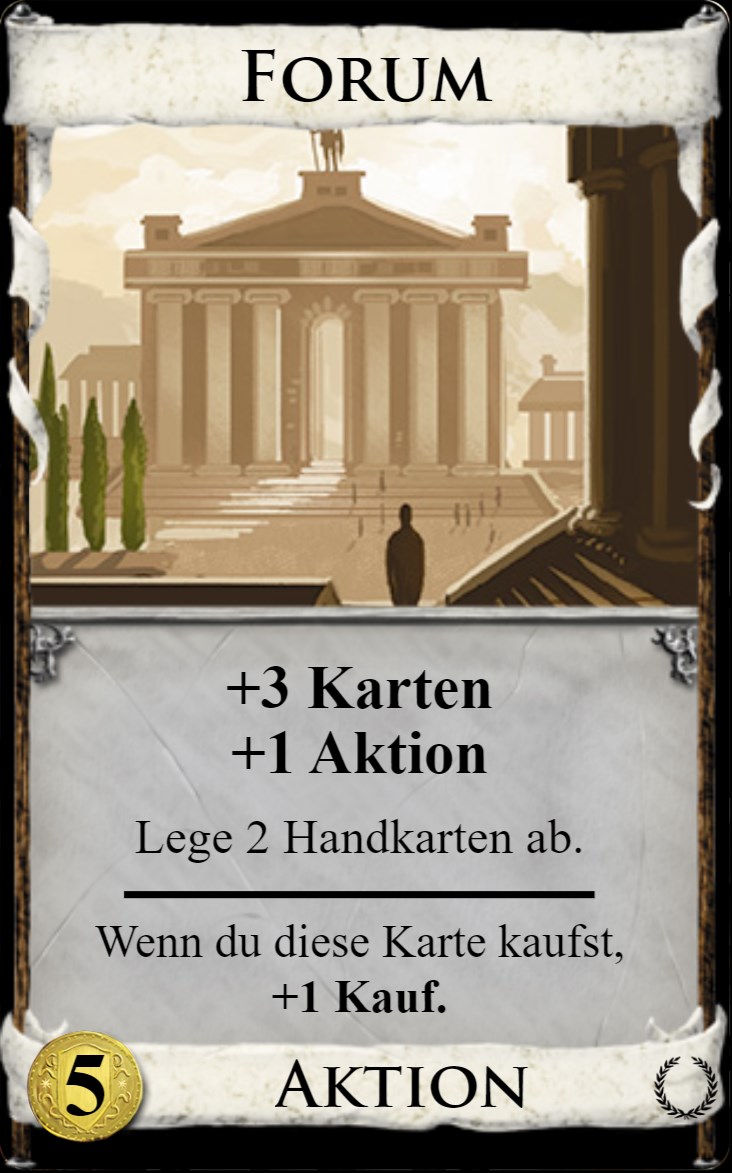 Forum
+3 Karten
+1 Aktion
Lege 2 Handkarten ab.
Wenn du diese Karte kaufst,
+1 Kauf.
5
Aktion